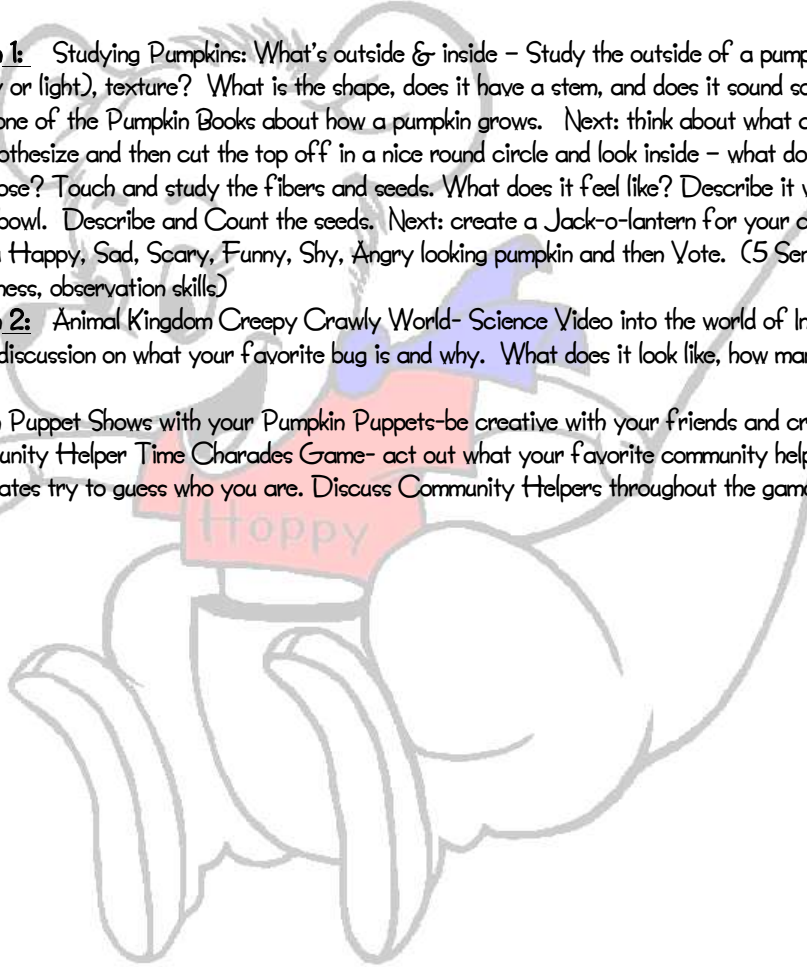 1: Studying Pumpkins: What's outside & inside – Study the outside of a pump
or light), texture? What is the shape, does it have a stem, and does it sound so
one of the Pumpkin Books about how a pumpkin grows. Next: think about what
othesize and then cut the top off in a nice round circle and look inside – what do
ose? Touch and study the fibers and seeds. What does it feel like? Describe it
bowl. Describe and Count the seeds. Next: create a Jack-o-lantern for your
Happy, Sad, Scary, Funny, Shy, Angry looking pumpkin and then Vote. (5 Sen
ness, observation skills)
2: Animal Kingdom Creepy Crawly World- Science Video into the world of In
discussion on what your favorite bug is and why. What does it look like, how man
Puppet Shows with your Pumpkin Puppets-be creative with your friends and cr
unity Helper Time Charades Game- act out what your favorite community help
ates try to guess who you are. Discuss Community Helpers throughout the gam
Hoppy